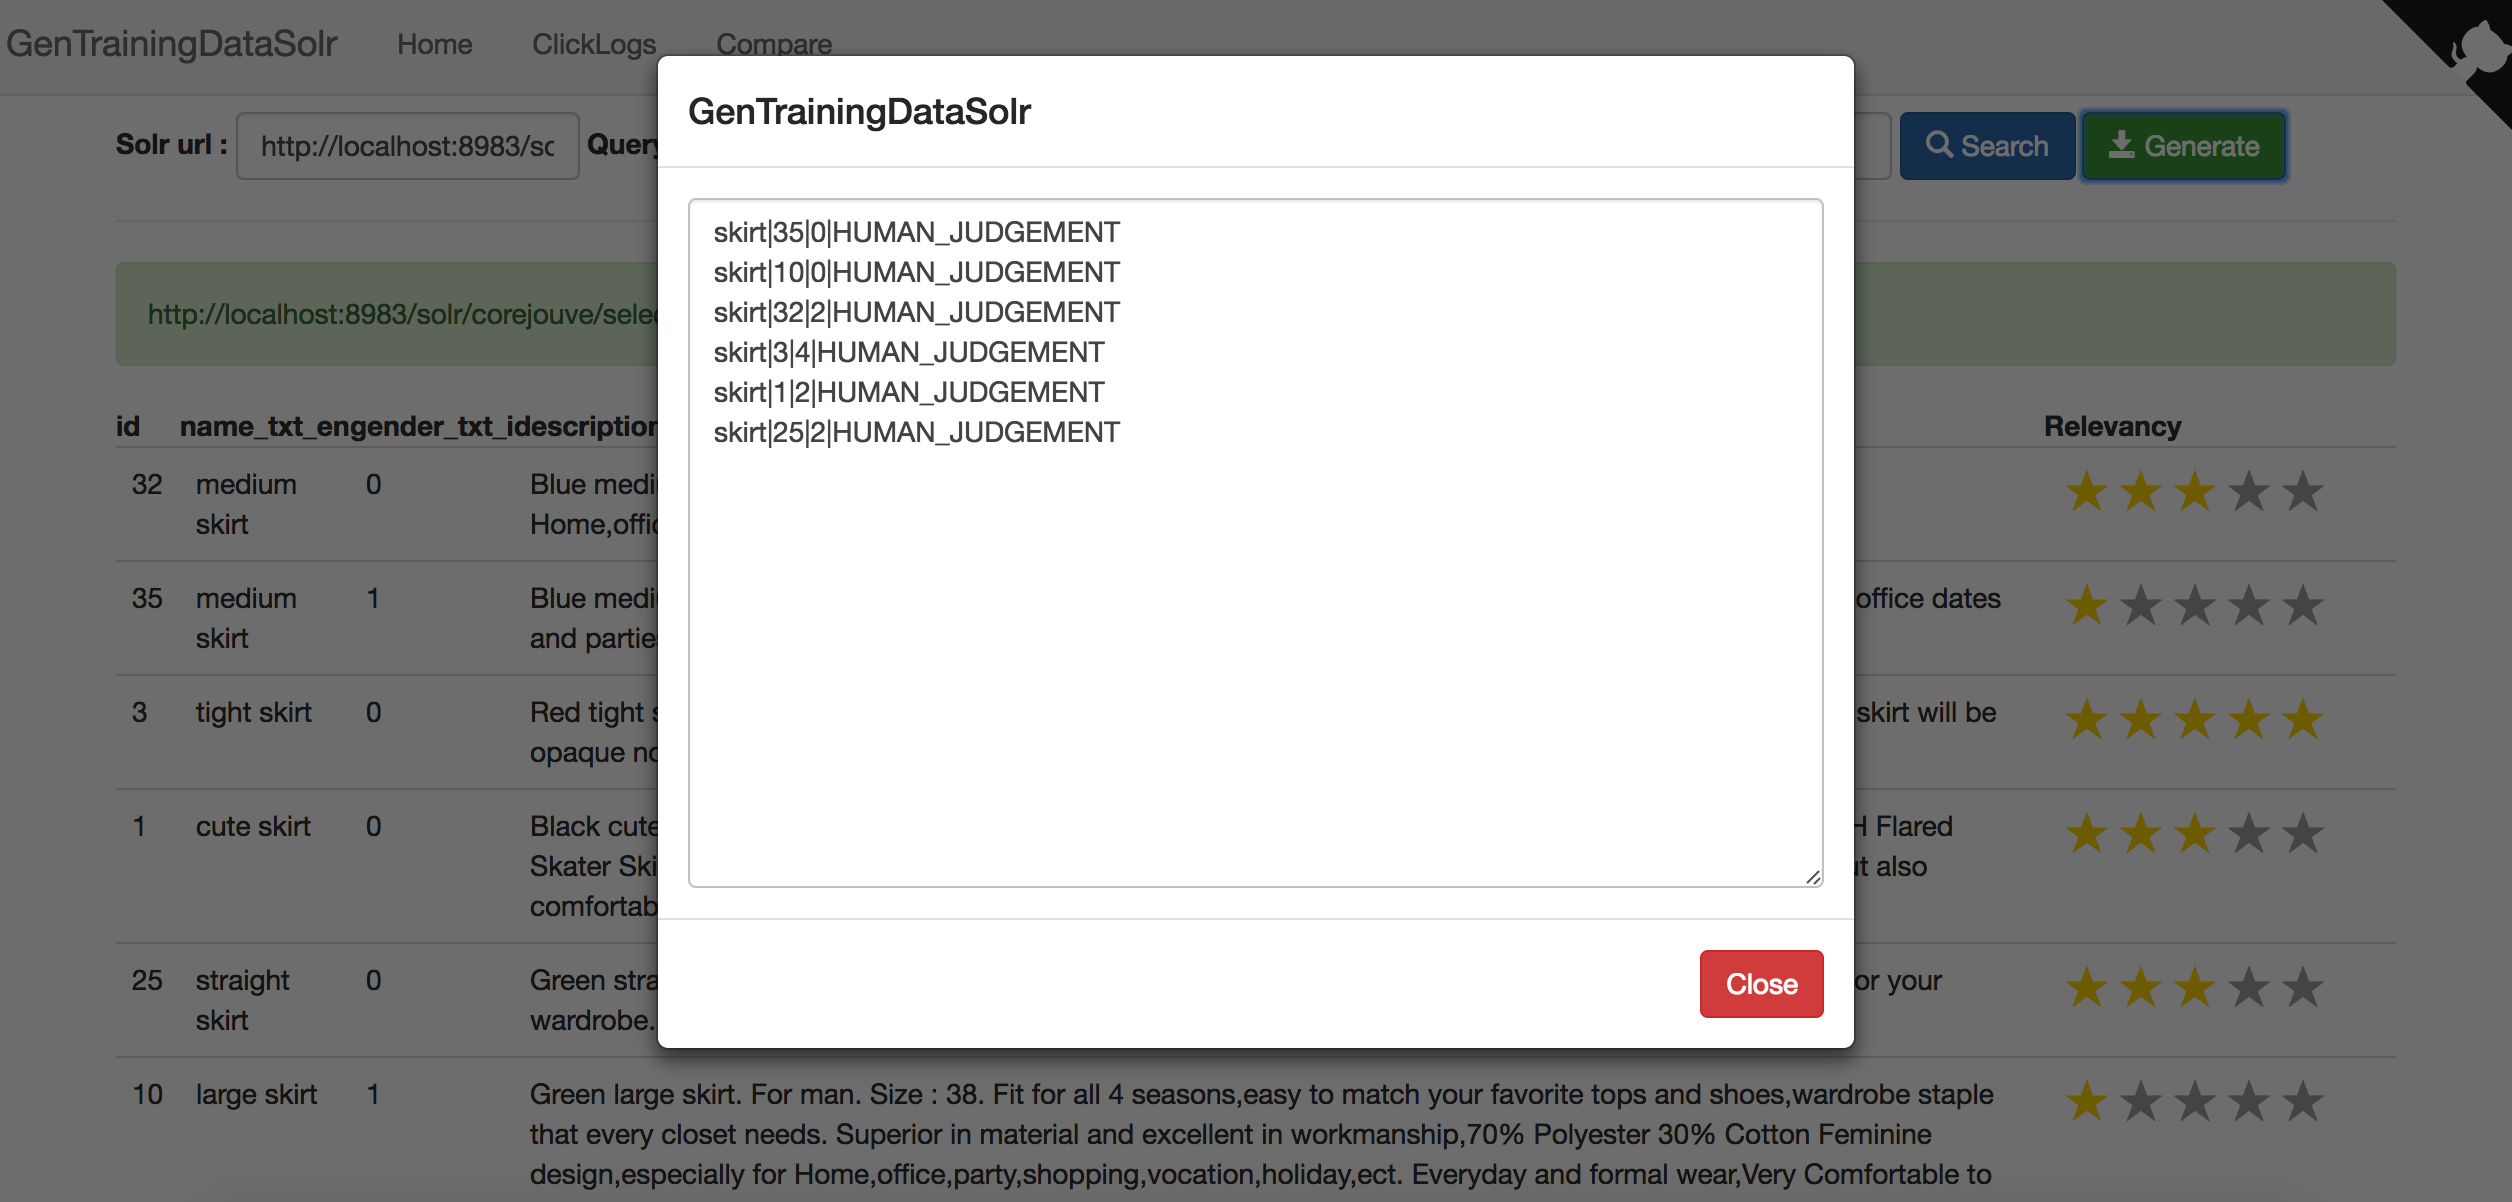 GenTrainingDataSolr Home ClickLogs Compare
GenTrainingDataSolr
Solr url : http://localhost:8983/sc Query Search Generate
skirt|35|0|HUMAN_JUDGEMENT
skirt|10|0|HUMAN_JUDGEMENT
skirt|32|2|HUMAN_JUDGEMENT
skirt|3|4|HUMAN_JUDGEMENT
skirt|1|2|HUMAN_JUDGEMENT
skirt|25|2|HUMAN_JUDGEMENT
Close
http://localhost:8983/solr/corejouve/selec
id name_txt_engender_txt_idescription Relevancy
32 medium 0 Blue medi
skirt Home,offic
35 medium 1 Blue medi office dates
skirt and partie
3 tight skirt 0 Red tight s skirt will be
opaque no
1 cute skirt 0 Black cute H Flared
Skater Ski ut also
comfortab
25 straight 0 Green stra or your
skirt wardrobe.
10 large skirt 1 Green large skirt. For man. Size : 38. Fit for all 4 seasons,easy to match your favorite tops and shoes,wardrobe staple
that every closet needs. Superior in material and excellent in workmanship,70% Polyester 30% Cotton Feminine
design,especially for Home,office,party,shopping,vocation,holiday,ect. Everyday and formal wear,Very Comfortable to